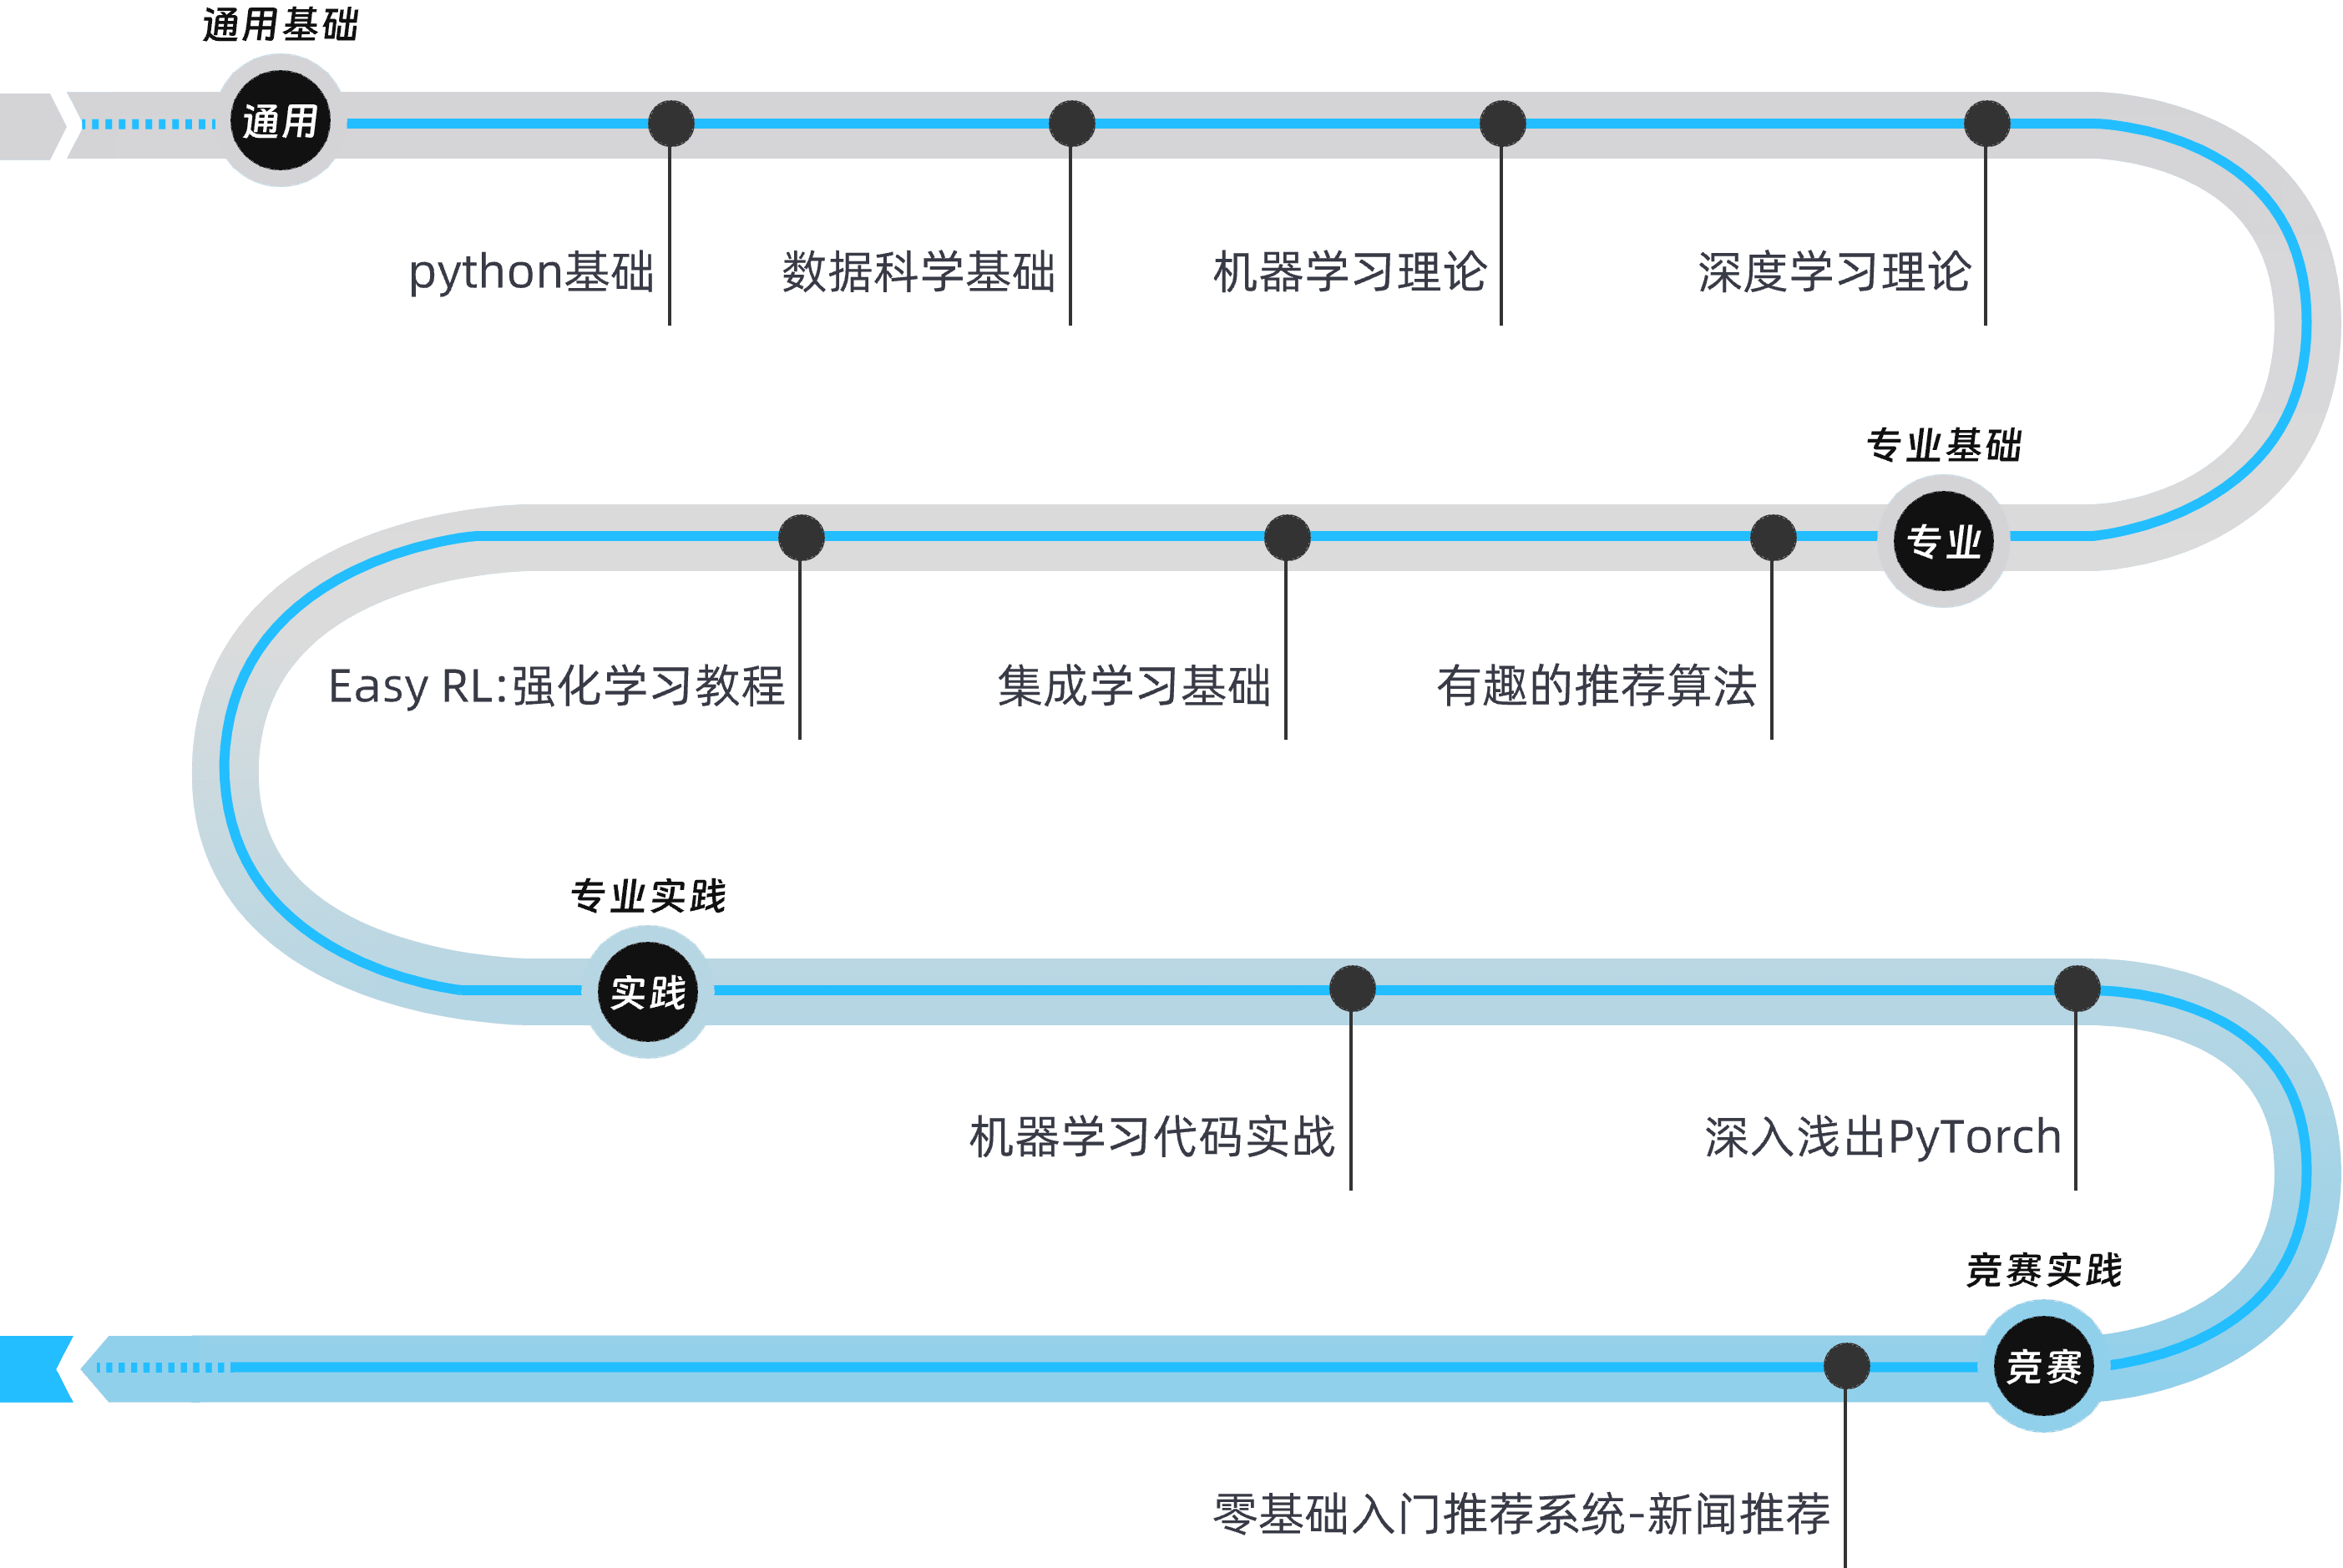 通用基础
通用
python基础
数据科学基础
机器学习理论
深度学习理论
专业基础
专业
Easy RL:强化学习教程
集成学习基础
有趣的推荐算法
专业实践
实践
机器学习代码实战
深入浅出PyTorch
竞赛实践
竞赛
零基础入门推荐系统-新闻推荐